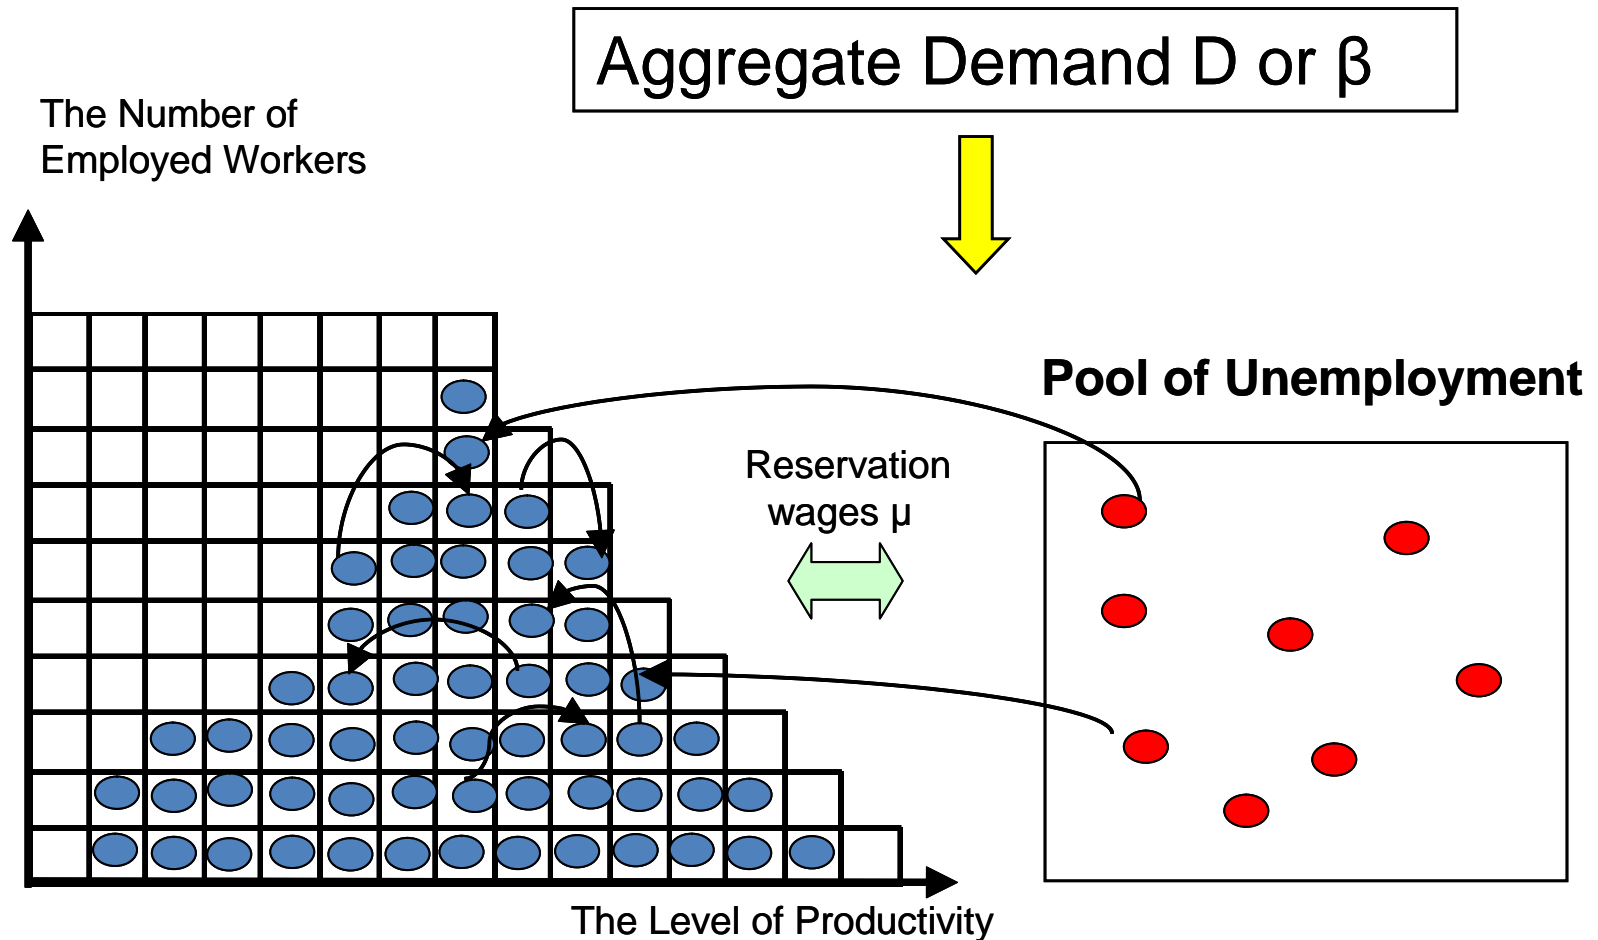 Aggregate Demand D or β
The Number of
Employed Workers
Pool of Unemployment
Reservation
wages μ
The Level of Productivity